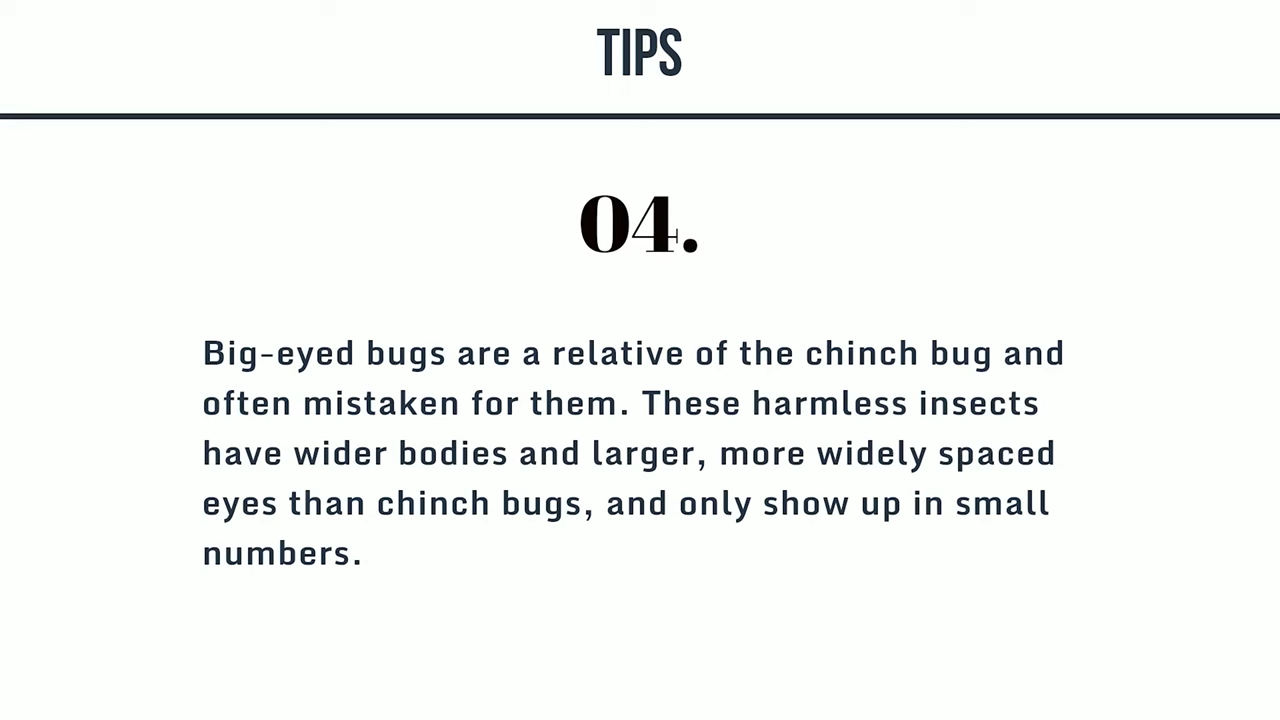 TIPS
04.
Big-eyed bugs are a relative of the chinch bug and
often mistaken for them. These harmless insects
have wider bodies and larger, more widely spaced
eyes than chinch bugs, and only show up in small
numbers.